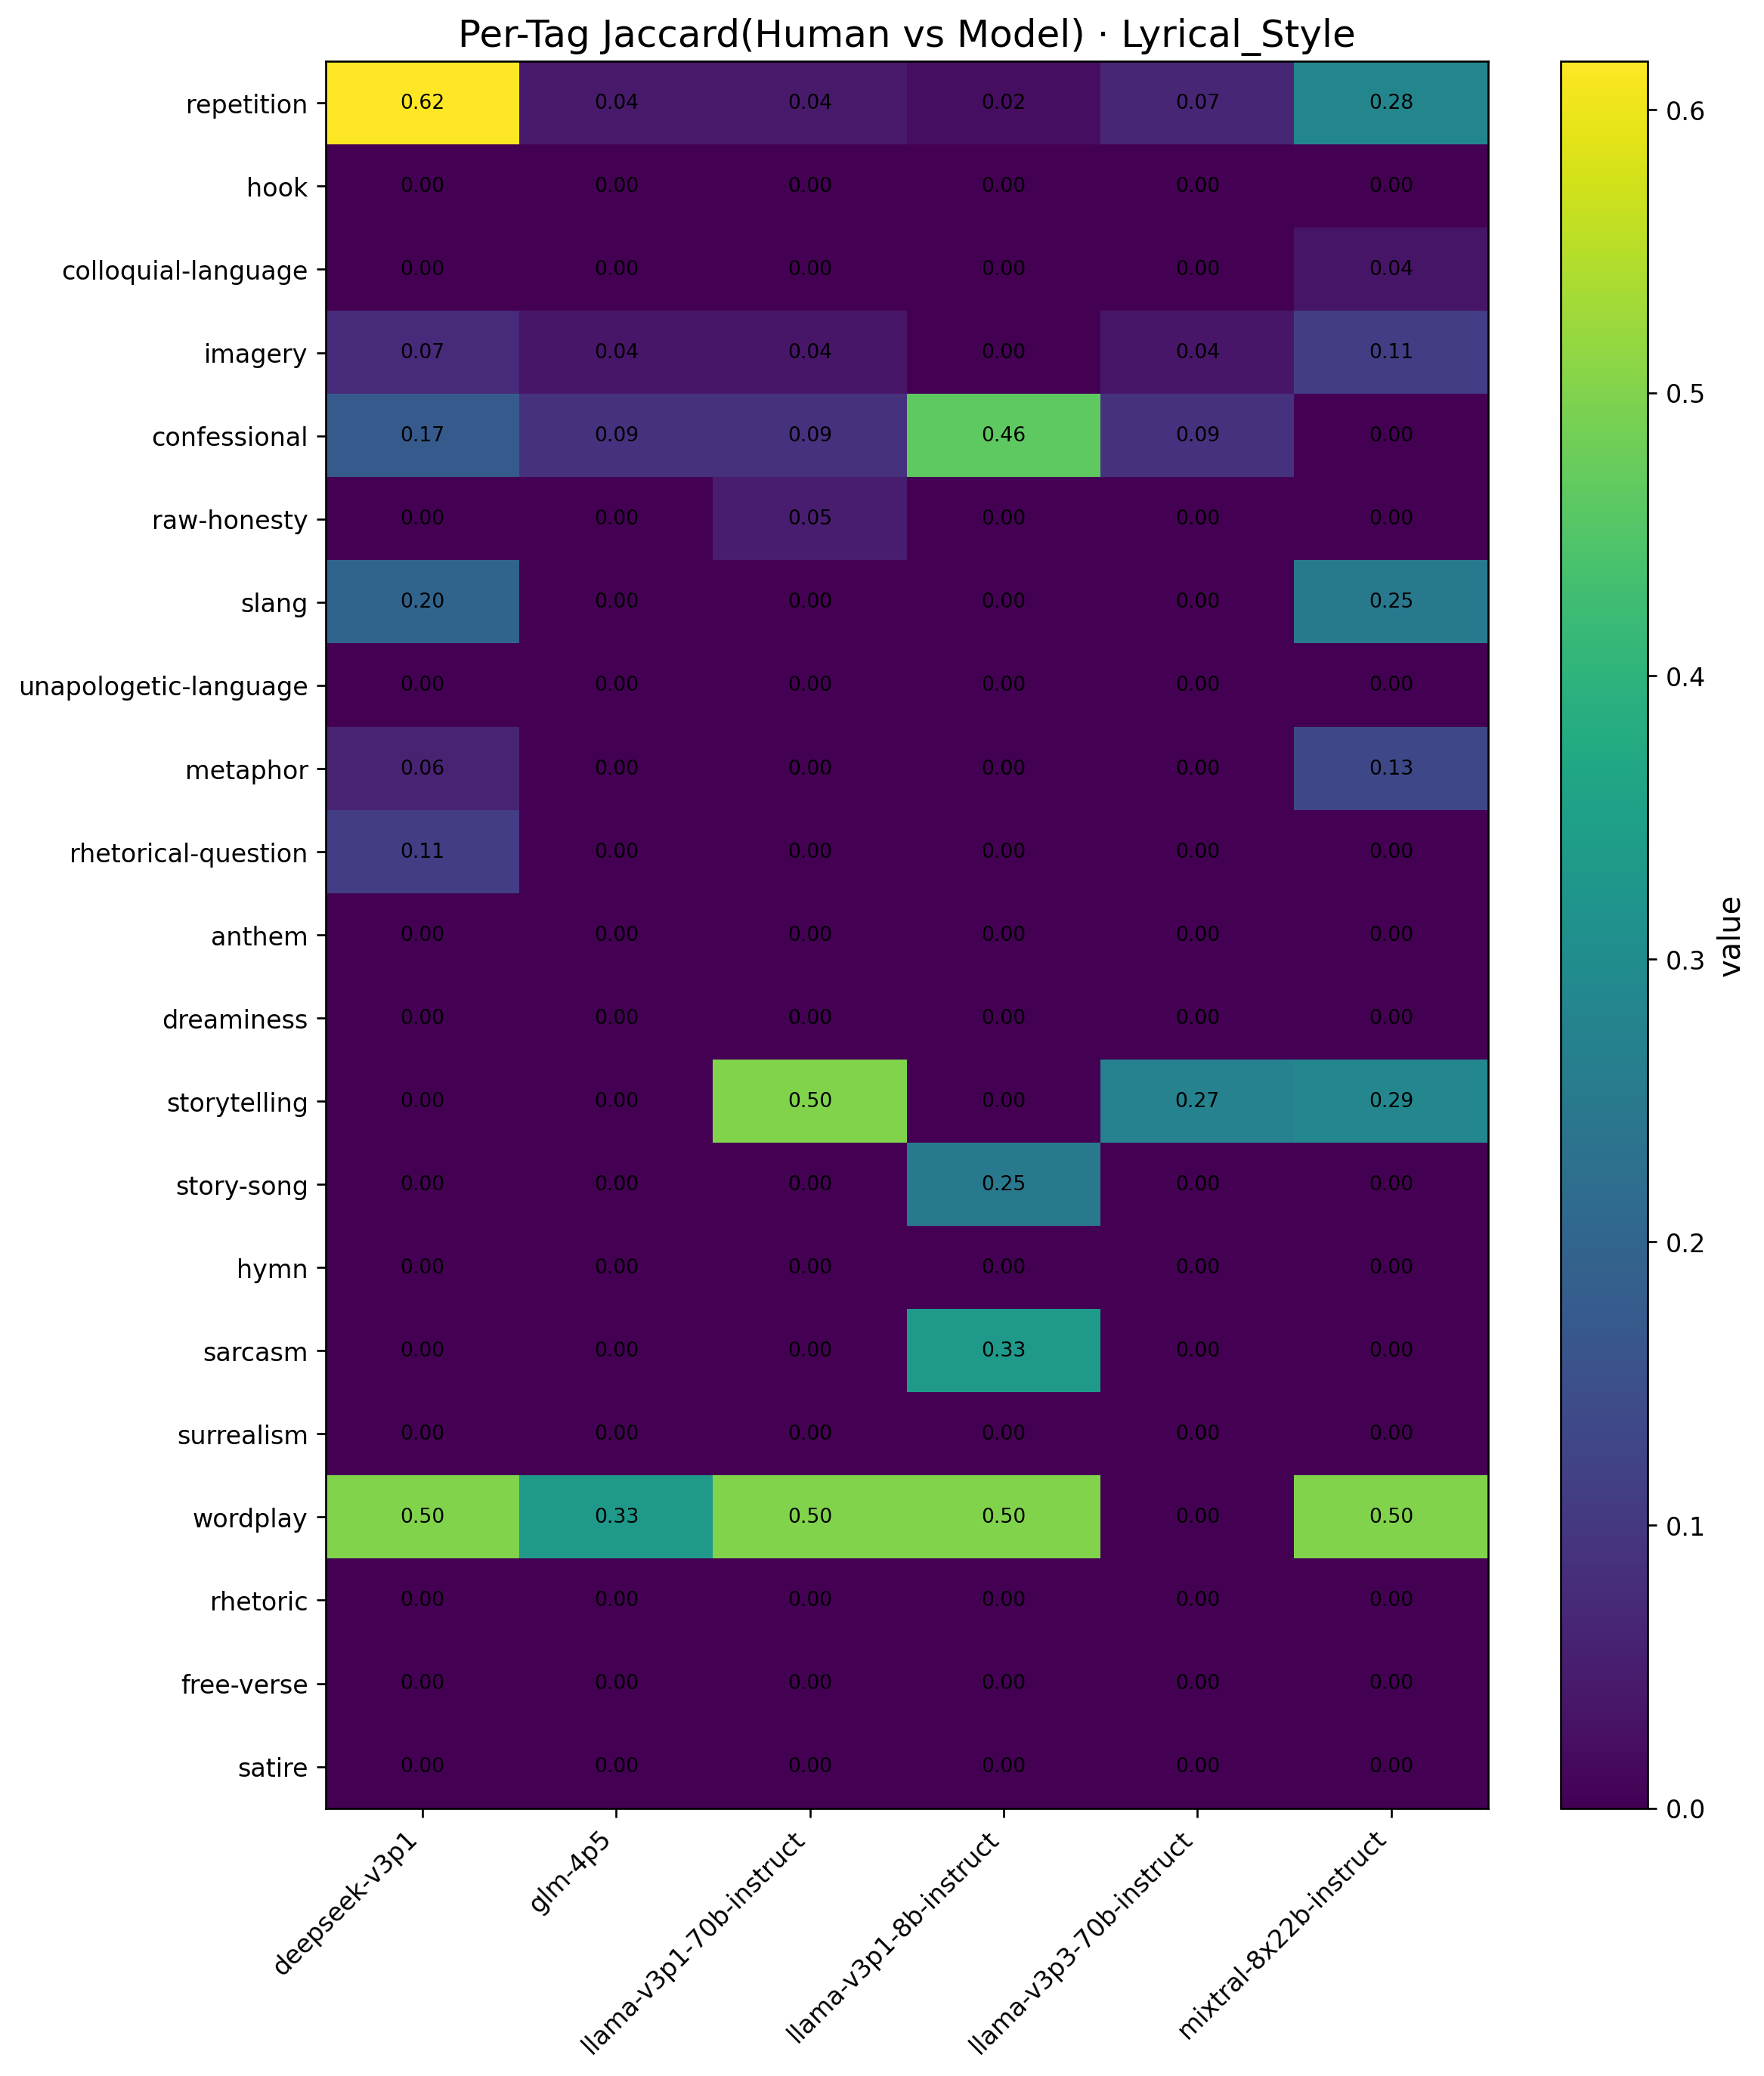 Per-Tag Jaccard(Human vs Model) · Lyrical_Style
repetition 0.62 0.04 0.04 0.02 0.07 0.28
hook 0.00 0.00 0.00 0.00 0.00 0.00
colloquial-language 0.00 0.00 0.00 0.00 0.00 0.04
imagery 0.07 0.04 0.04 0.00 0.04 0.11
confessional 0.17 0.09 0.09 0.46 0.09 0.00
raw-honesty 0.00 0.00 0.05 0.00 0.00 0.00
slang 0.20 0.00 0.00 0.00 0.00 0.25
unapologetic-language 0.00 0.00 0.00 0.00 0.00 0.00
metaphor 0.06 0.00 0.00 0.00 0.00 0.13
rhetorical-question 0.11 0.00 0.00 0.00 0.00 0.00
anthem 0.00 0.00 0.00 0.00 0.00 0.00
dreaminess 0.00 0.00 0.00 0.00 0.00 0.00
storytelling 0.00 0.00 0.50 0.00 0.27 0.29
story-song 0.00 0.00 0.00 0.25 0.00 0.00
hymn 0.00 0.00 0.00 0.00 0.00 0.00
sarcasm 0.00 0.00 0.00 0.33 0.00 0.00
surrealism 0.00 0.00 0.00 0.00 0.00 0.00
wordplay 0.50 0.33 0.50 0.50 0.00 0.50
rhetoric 0.00 0.00 0.00 0.00 0.00 0.00
free-verse 0.00 0.00 0.00 0.00 0.00 0.00
satire 0.00 0.00 0.00 0.00 0.00 0.00
deepseek-v3p1
glm-4p5
llama-v3p1-70b-instruct
llama-v3p1-8b-instruct
llama-v3p3-70b-instruct
mixtral-8x22b-instruct
0.6
0.5
0.4
0.3
0.2
0.1
0.0
value